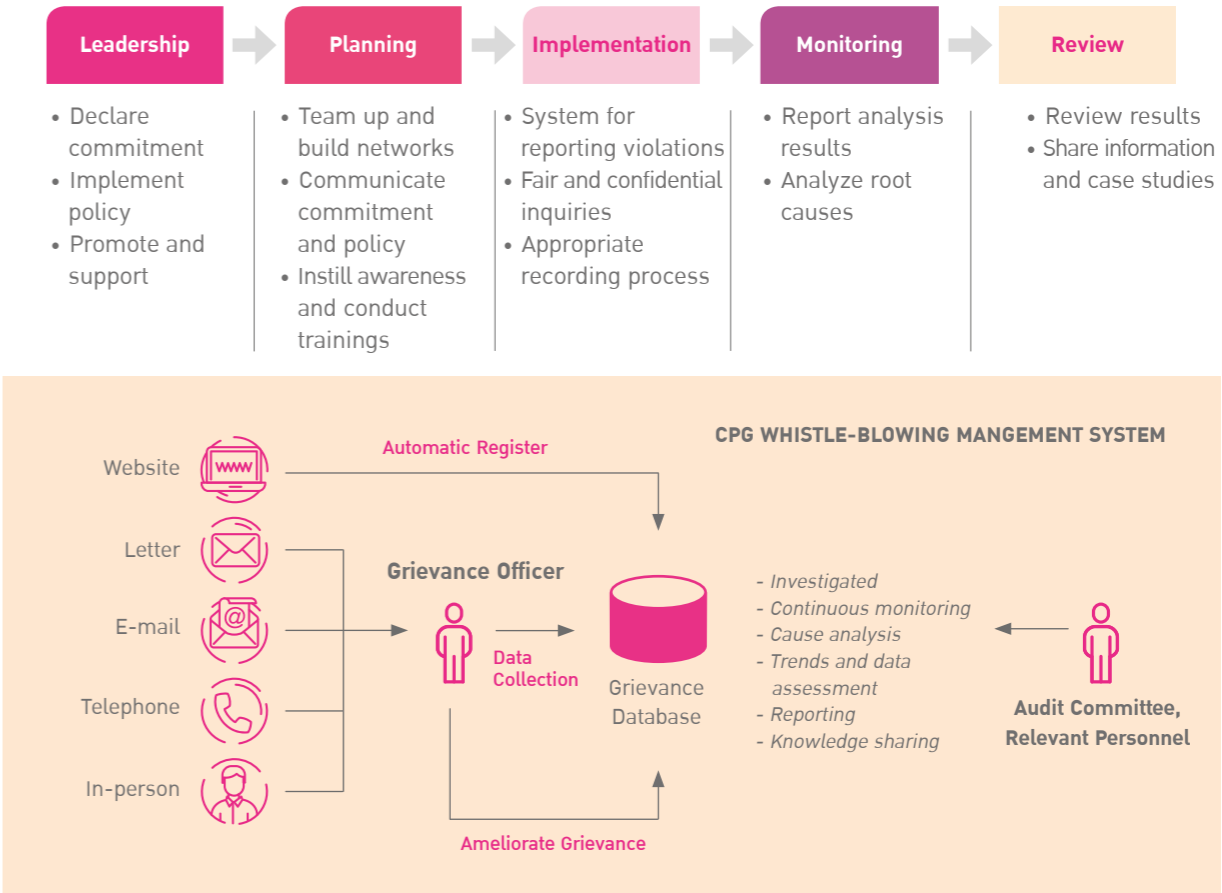 Leadership
Planning
Implementation
Monitoring
Review
• Declare
commitment
• Implement
policy
• Promote and
support
• Team up and
build networks
• Communicate
commitment
and policy
• Instill awareness
and conduct
trainings
• System for
reporting violations
• Fair and confidential
inquiries
• Appropriate
recording process
• Report analysis
results
• Analyze root
causes
• Review results
• Share information
and case studies
CPG WHISTLE-BLOWING MANGEMENT SYSTEM
Website
www
Automatic Register
Letter
E-mail
@
Telephone
In-person
Grievance Officer
Data
Collection
Grievance
Database
Ameliorate Grievance
- Investigated
- Continuous monitoring
- Cause analysis
- Trends and data
assessment
- Reporting
- Knowledge sharing
Audit Committee,
Relevant Personnel